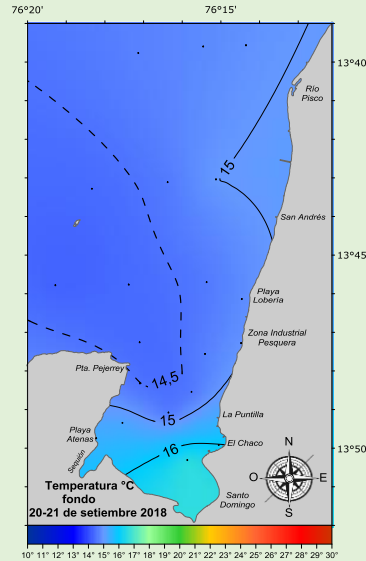 76°20' 76°15'
13°40'
Rio
Pisco
15
San Andrés
13°45'
Playa
Loberia
Zona Industrial
Pesquera
Pta. Pejerrey
14,5
15
La Puntilla
Playa
Atenas
16
El Chaco
13°50'
Sequión
N
O E
S
Santo
Domingo
Temperatura °C
fondo
20-21 de setiembre 2018
10° 11° 12° 13° 14° 15° 16° 17° 18° 19° 20° 21° 22° 23° 24° 25° 26° 27° 28° 29° 30°